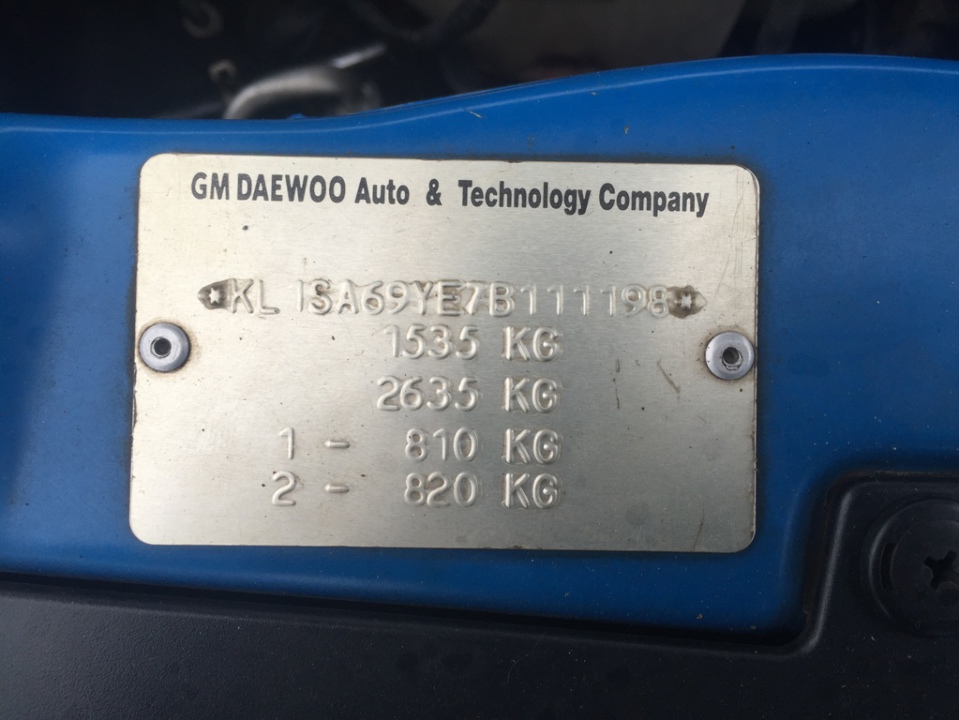 GM DAEWOO Auto & Technology Company
*KL1SA69YE7B111198*
1535 KG
2635 KG
1 - 810 KG
2 - 820 KG